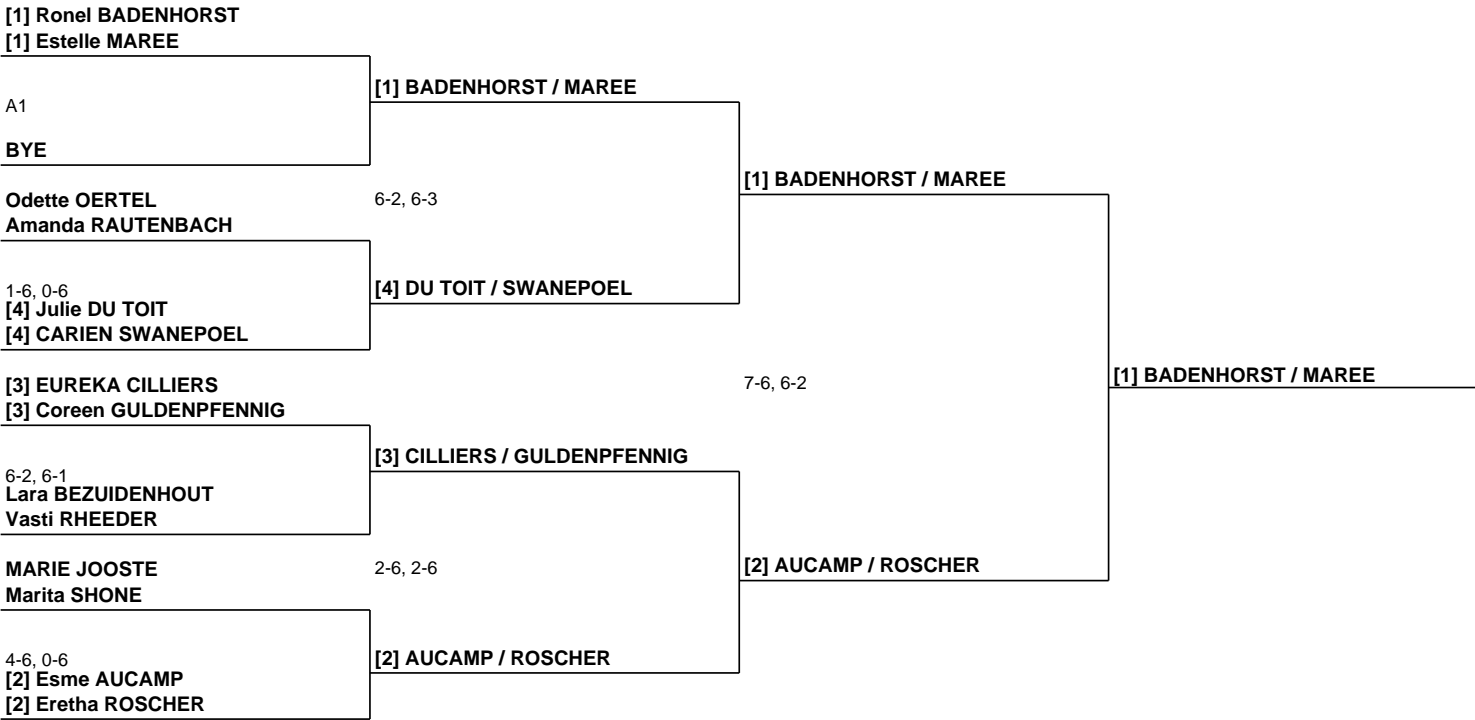 [1] Ronel BADENHORST
[1] Estelle MAREE
[1] BADENHORST / MAREE
A1
BYE
[1] BADENHORST / MAREE
Odette OERTEL
6-2, 6-3
Amanda RAUTENBACH
1-6, 0-6
[4] DU TOIT / SWANEPOEL
[4] Julie DU TOIT
[4] CARIEN SWANEPOEL
[3] EUREKA CILLIERS
7-6, 6-2
[1] BADENHORST / MAREE
[3] Coreen GULDENPFENNIG
[3] CILLIERS / GULDENPFENNIG
6-2, 6-1
Lara BEZUIDENHOUT
Vasti RHEEDER
MARIE JOOSTE
2-6, 2-6
[2] AUCAMP / ROSCHER
Marita SHONE
4-6, 0-6
[2] AUCAMP / ROSCHER
[2] Esme AUCAMP
[2] Eretha ROSCHER